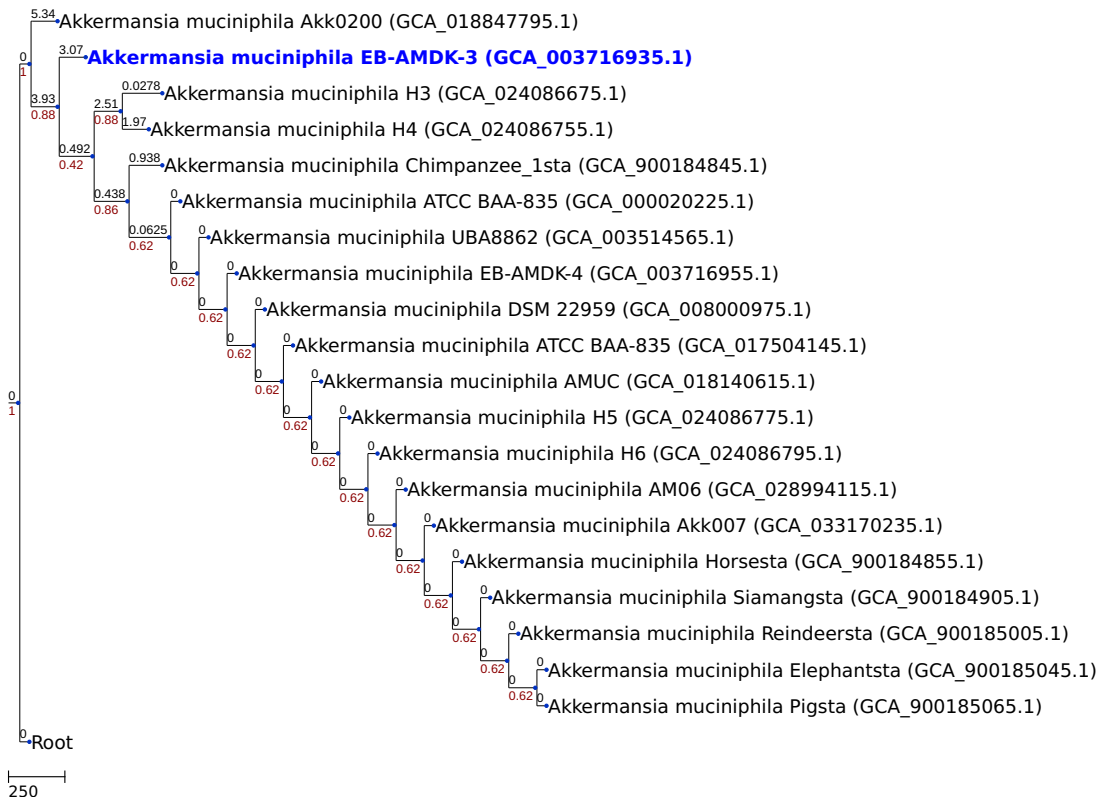 5.34 Akkermansia muciniphila Akk0200 (GCA_018847795.1)
0
1
3.07 Akkermansia muciniphila EB-AMDK-3 (GCA_003716935.1)
3.93
0.88
0.0278 Akkermansia muciniphila H3 (GCA_024086675.1)
2.51
0.88
1.97 Akkermansia muciniphila H4 (GCA_024086755.1)
0.492
0.42
0.938 Akkermansia muciniphila Chimpanzee_1sta (GCA_900184845.1)
0.438
0.86
0 Akkermansia muciniphila ATCC BAA-835 (GCA_000020225.1)
0.0625
0.62
0 Akkermansia muciniphila UBA8862 (GCA_003514565.1)
0
0.62
0 Akkermansia muciniphila EB-AMDK-4 (GCA_003716955.1)
0
0.62
0 Akkermansia muciniphila DSM 22959 (GCA_008000975.1)
0
0.62
0 Akkermansia muciniphila ATCC BAA-835 (GCA_017504145.1)
0
0.62
0 Akkermansia muciniphila AMUC (GCA_018140615.1)
0
1
0
0.62
0 Akkermansia muciniphila H5 (GCA_024086775.1)
0
0.62
0 Akkermansia muciniphila H6 (GCA_024086795.1)
0
0.62
0 Akkermansia muciniphila AM06 (GCA_028994115.1)
0
0.62
0 Akkermansia muciniphila Akk007 (GCA_033170235.1)
0
0.62
0 Akkermansia muciniphila Horsesta (GCA_900184855.1)
0
0.62
0 Akkermansia muciniphila Siamangsta (GCA_900184905.1)
0
0.62
0 Akkermansia muciniphila Reindeersta (GCA_900185005.1)
0
0.62
0 Akkermansia muciniphila Elephantsta (GCA_900185045.1)
0
0.62
0 Akkermansia muciniphila Pigsta (GCA_900185065.1)
0 Root
250